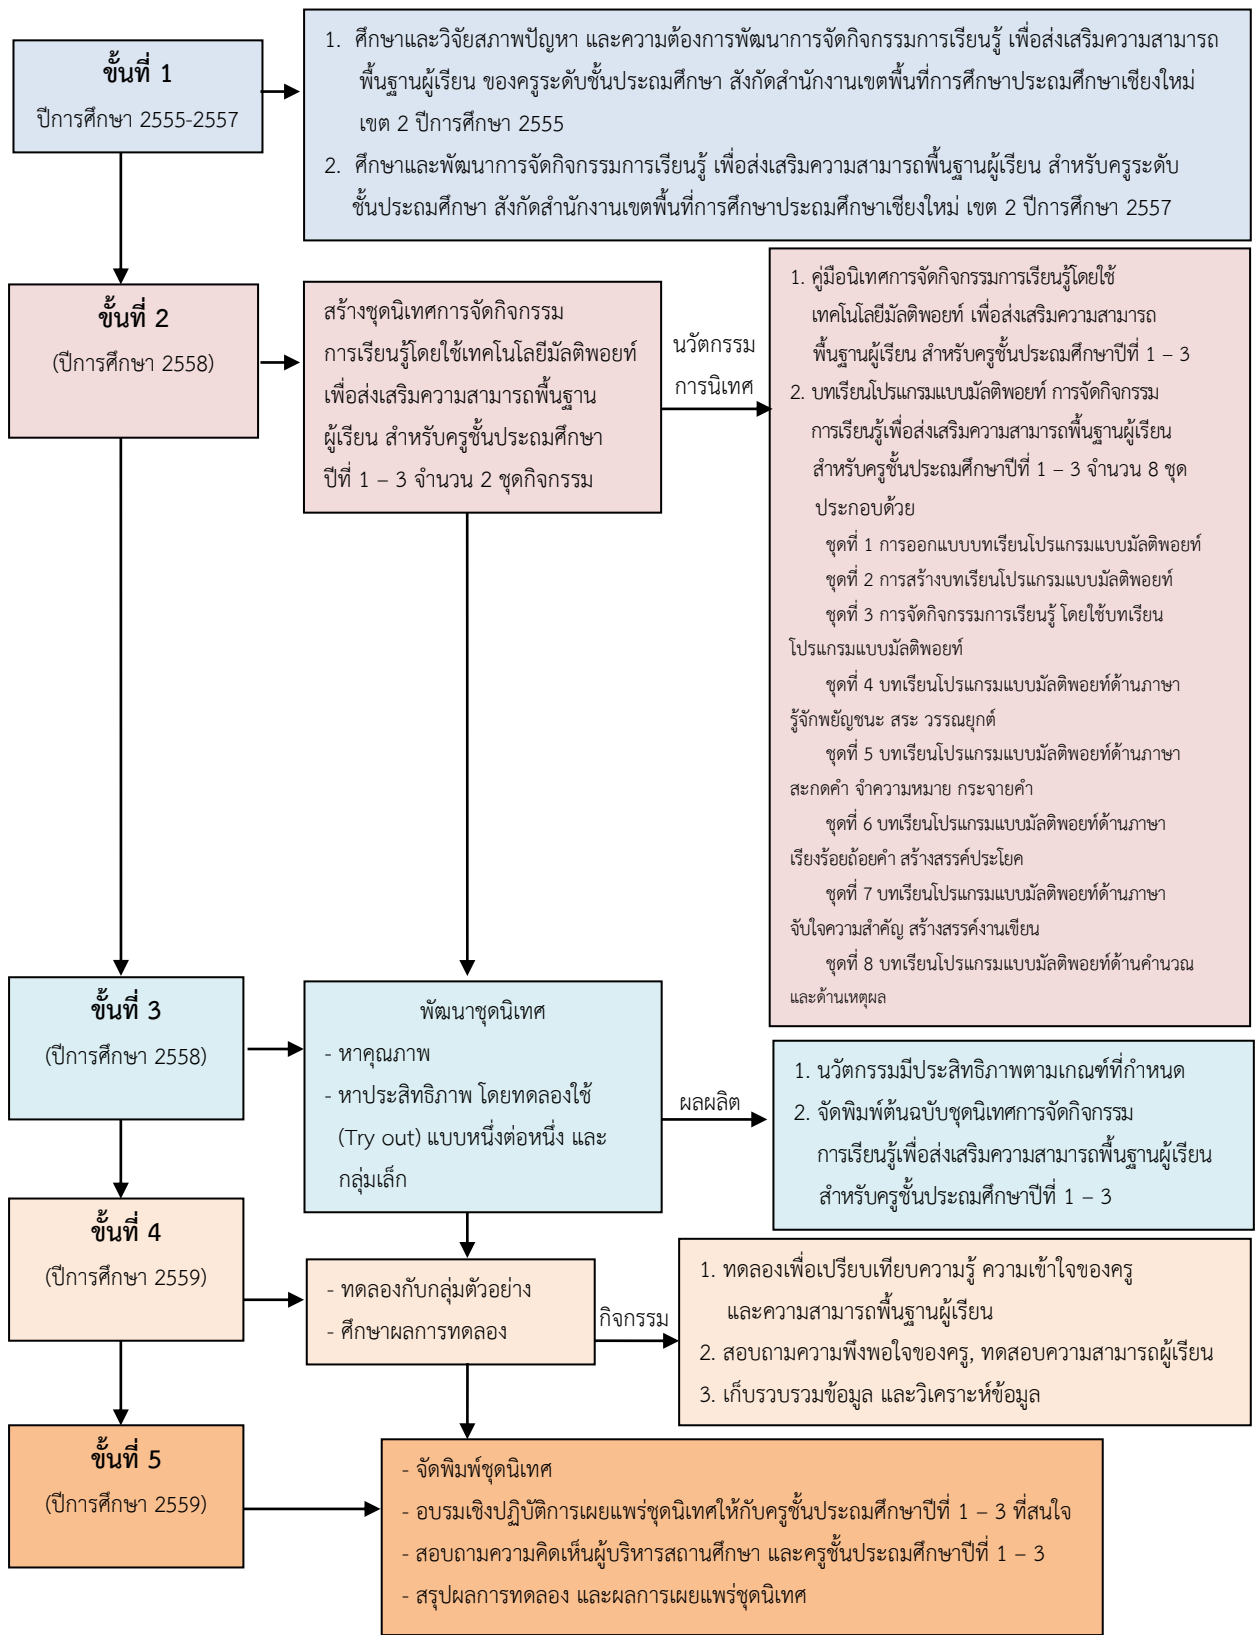 ขั้นที่ 1
ปีการศึกษา 2555-2557
1. ศึกษาและวิจัยสภาพปัญหา และความต้องการพัฒนาการจัดกิจกรรมการเรียนรู้ เพื่อส่งเสริมความสามารถ
พื้นฐานผู้เรียน ของครูระดับชั้นประถมศึกษา สังกัดสำนักงานเขตพื้นที่การศึกษาประถมศึกษาเชียงใหม่
เขต 2 ปีการศึกษา 2555
2. ศึกษาและพัฒนาการจัดกิจกรรมการเรียนรู้ เพื่อส่งเสริมความสามารถพื้นฐานผู้เรียน สำหรับครูระดับ
ชั้นประถมศึกษา สังกัดสำนักงานเขตพื้นที่การศึกษาประถมศึกษาเชียงใหม่ เขต 2 ปีการศึกษา 2557
ขั้นที่ 2
(ปีการศึกษา 2558)
สร้างชุดนิเทศการจัดกิจกรรม
การเรียนรู้โดยใช้เทคโนโลยีมัลติพอยท์
เพื่อส่งเสริมความสามารถพื้นฐาน
ผู้เรียน สำหรับครูชั้นประถมศึกษา
ปีที่ 1 – 3 จำนวน 2 ชุดกิจกรรม
นวัตกรรม
การนิเทศ
1. คู่มือนิเทศการจัดกิจกรรมการเรียนรู้โดยใช้
เทคโนโลยีมัลติพอยท์ เพื่อส่งเสริมความสามารถ
พื้นฐานผู้เรียน สำหรับครูชั้นประถมศึกษาปีที่ 1 – 3
2. บทเรียนโปรแกรมแบบมัลติพอยท์ การจัดกิจกรรม
การเรียนรู้เพื่อส่งเสริมความสามารถพื้นฐานผู้เรียน
สำหรับครูชั้นประถมศึกษาปีที่ 1 – 3 จำนวน 8 ชุด
ประกอบด้วย
ชุดที่ 1 การออกแบบบทเรียนโปรแกรมแบบมัลติพอยท์
ชุดที่ 2 การสร้างบทเรียนโปรแกรมแบบมัลติพอยท์
ชุดที่ 3 การจัดกิจกรรมการเรียนรู้ โดยใช้บทเรียน
โปรแกรมแบบมัลติพอยท์
ชุดที่ 4 บทเรียนโปรแกรมแบบมัลติพอยท์ด้านภาษา
รู้จักพยัญชนะ สระ วรรณยุกต์
ชุดที่ 5 บทเรียนโปรแกรมแบบมัลติพอยท์ด้านภาษา
สะกดคำ จำความหมาย กระจายคำ
ชุดที่ 6 บทเรียนโปรแกรมแบบมัลติพอยท์ด้านภาษา
เรียงร้อยถ้อยคำ สร้างสรรค์ประโยค
ชุดที่ 7 บทเรียนโปรแกรมแบบมัลติพอยท์ด้านภาษา
จับใจความสำคัญ สร้างสรรค์งานเขียน
ชุดที่ 8 บทเรียนโปรแกรมแบบมัลติพอยท์ด้านคำนวณ
และด้านเหตุผล
ขั้นที่ 3
(ปีการศึกษา 2558)
พัฒนาชุดนิเทศ
- หาคุณภาพ
- หาประสิทธิภาพ โดยทดลองใช้
(Try out) แบบหนึ่งต่อหนึ่ง และ
กลุ่มเล็ก
ผลผลิต
1. นวัตกรรมมีประสิทธิภาพตามเกณฑ์ที่กำหนด
2. จัดพิมพ์ต้นฉบับชุดนิเทศการจัดกิจกรรม
การเรียนรู้เพื่อส่งเสริมความสามารถพื้นฐานผู้เรียน
สำหรับครูชั้นประถมศึกษาปีที่ 1 – 3
ขั้นที่ 4
(ปีการศึกษา 2559)
- ทดลองกับกลุ่มตัวอย่าง
- ศึกษาผลการทดลอง
กิจกรรม
1. ทดลองเพื่อเปรียบเทียบความรู้ ความเข้าใจของครู
และความสามารถพื้นฐานผู้เรียน
2. สอบถามความพึงพอใจของครู, ทดสอบความสามารถผู้เรียน
3. เก็บรวบรวมข้อมูล และวิเคราะห์ข้อมูล
ขั้นที่ 5
(ปีการศึกษา 2559)
- จัดพิมพ์ชุดนิเทศ
- อบรมเชิงปฏิบัติการเผยแพร่ชุดนิเทศให้กับครูชั้นประถมศึกษาปีที่ 1 – 3 ที่สนใจ
- สอบถามความคิดเห็นผู้บริหารสถานศึกษา และครูชั้นประถมศึกษาปีที่ 1 – 3
- สรุปผลการทดลอง และผลการเผยแพร่ชุดนิเทศ